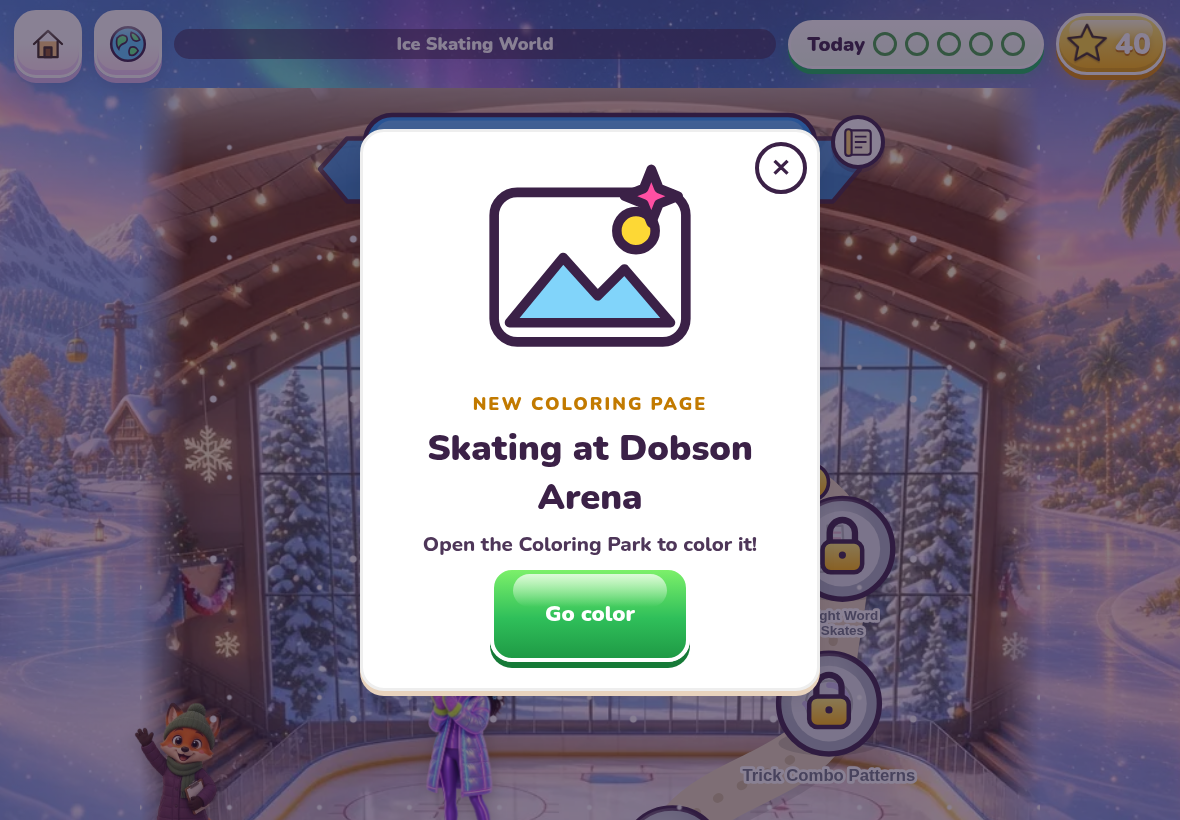 Ice Skating World
Today
40
NEW COLORING PAGE
Skating at Dobson
Arena
Open the Coloring Park to color it!
Go color
Skates
Trick Combo Patterns